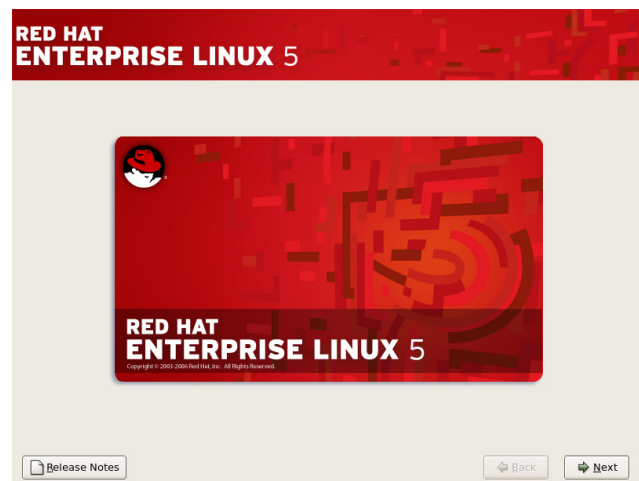 RED HAT
ENTERPRISE LINUX 5
RED HAT
ENTERPRISE LINUX 5
Copyright © 2003-2006 Red Hat, Inc. All Rights Reserved.
Release Notes
Back
Next